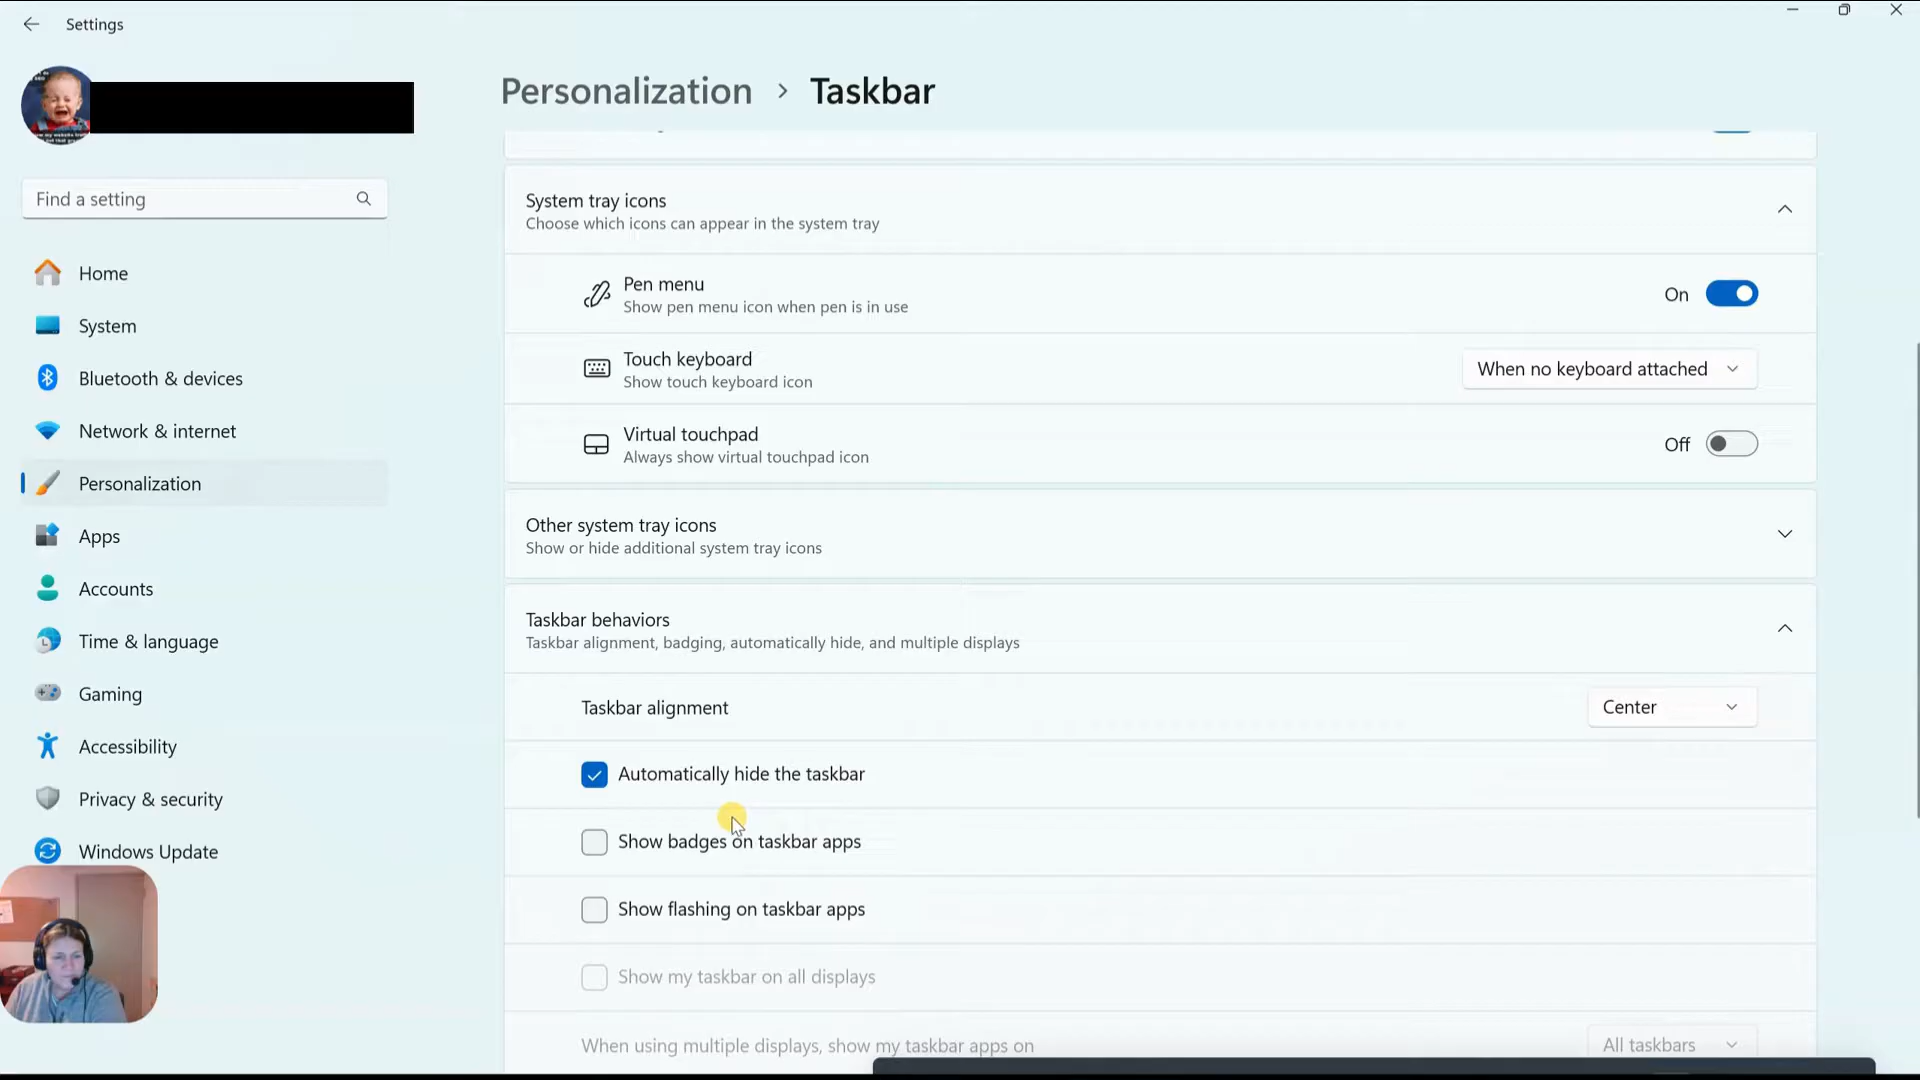 Settings
Personalization > Taskbar
Find a setting
Home
System
Bluetooth & devices
Network & internet
Personalization
Apps
Accounts
Time & language
Gaming
Accessibility
Privacy & security
Windows Update
System tray icons
Choose which icons can appear in the system tray
Pen menu
Show pen menu icon when pen is in use
On
Touch keyboard
Show touch keyboard icon
When no keyboard attached
Virtual touchpad
Always show virtual touchpad icon
Off
Other system tray icons
Show or hide additional system tray icons
Taskbar behaviors
Taskbar alignment, badging, automatically hide, and multiple displays
Taskbar alignment
Center
Automatically hide the taskbar
Show badges on taskbar apps
Show flashing on taskbar apps
Show my taskbar on all displays
When using multiple displays, show my taskbar apps on
All taskbars